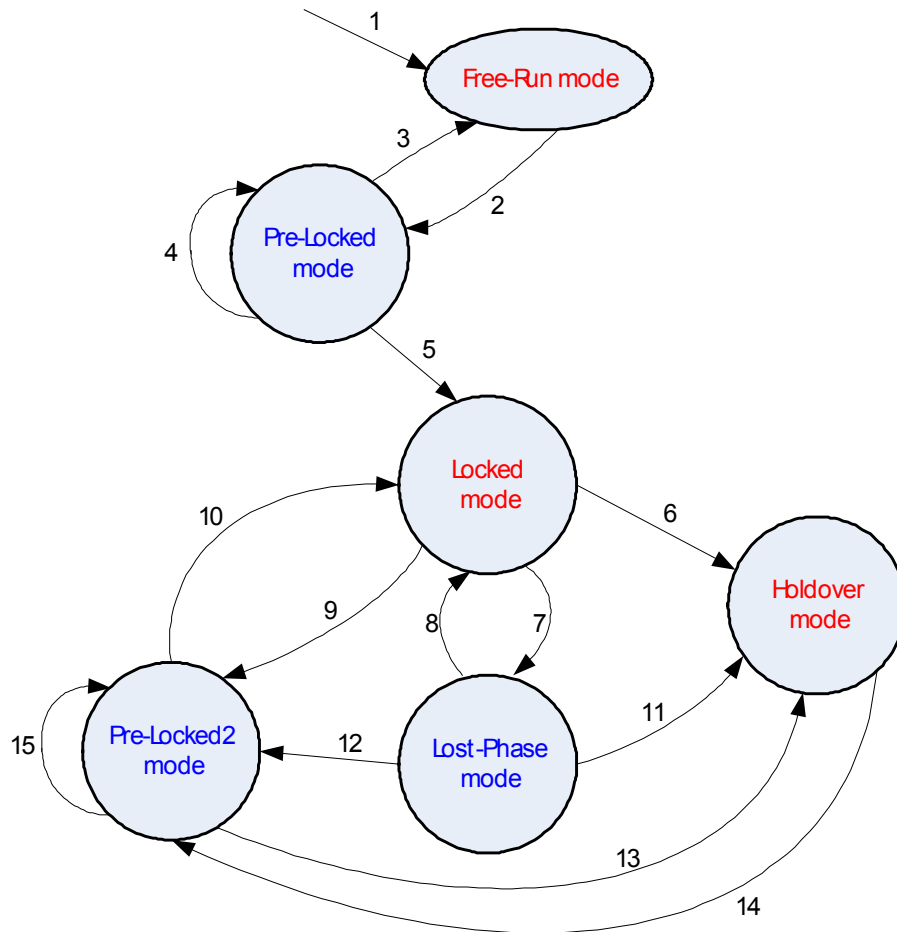 1
Free-Run mode
3
2
Pre-Locked
mode
4
5
Locked
mode
10
6
Holdover
mode
9
8
7
11
Pre-Locked2
mode
15
12
Lost-Phase
mode
13
14